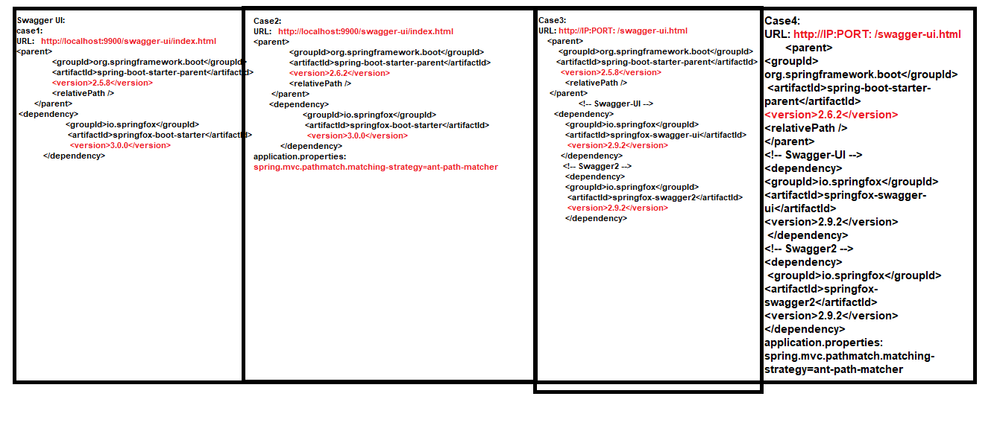 Swagger UI:
case1:
URL: http://localhost:9900/swagger-ui/index.html
<parent>
<groupId>org.springframework.boot</groupId>
<artifactId>spring-boot-starter-parent</artifactId>
<version>2.5.8</version>
<relativePath />
</parent>
<dependency>
<groupId>io.springfox</groupId>
<artifactId>springfox-boot-starter</artifactId>
<version>3.0.0</version>
</dependency>
Case2:
URL: http://localhost:9900/swagger-ui/index.html
<parent>
<groupId>org.springframework.boot</groupId>
<artifactId>spring-boot-starter-parent</artifactId>
<version>2.6.2</version>
<relativePath />
</parent>
<dependency>
<groupId>io.springfox</groupId>
<artifactId>springfox-boot-starter</artifactId>
<version>3.0.0</version>
</dependency>
application.properties:
spring.mvc.pathmatch.matching-strategy=ant-path-matcher
Case3:
URL: http://IP:PORT: /swagger-ui.html
<parent>
<groupId>org.springframework.boot</groupId>
<artifactId>spring-boot-starter-parent</artifactId>
<version>2.5.8</version>
<relativePath />
</parent>
<!-- Swagger-UI -->
<dependency>
<groupId>io.springfox</groupId>
<artifactId>springfox-swagger-ui</artifactId>
<version>2.9.2</version>
</dependency>
<!-- Swagger2 -->
<dependency>
<groupId>io.springfox</groupId>
<artifactId>springfox-swagger2</artifactId>
<version>2.9.2</version>
</dependency>
Case4:
URL: http://IP:PORT: /swagger-ui.html
<parent>
<groupId>
org.springframework.boot</groupId>
<artifactId>spring-boot-starter-
parent</artifactId>
<version>2.6.2</version>
<relativePath />
</parent>
<!-- Swagger-UI -->
<dependency>
<groupId>io.springfox</groupId>
<artifactId>springfox-swagger-
ui</artifactId>
<version>2.9.2</version>
</dependency>
<!-- Swagger2 -->
<dependency>
<groupId>io.springfox</groupId>
<artifactId>springfox-
swagger2</artifactId>
<version>2.9.2</version>
</dependency>
application.properties:
spring.mvc.pathmatch.matching-
strategy=ant-path-matcher